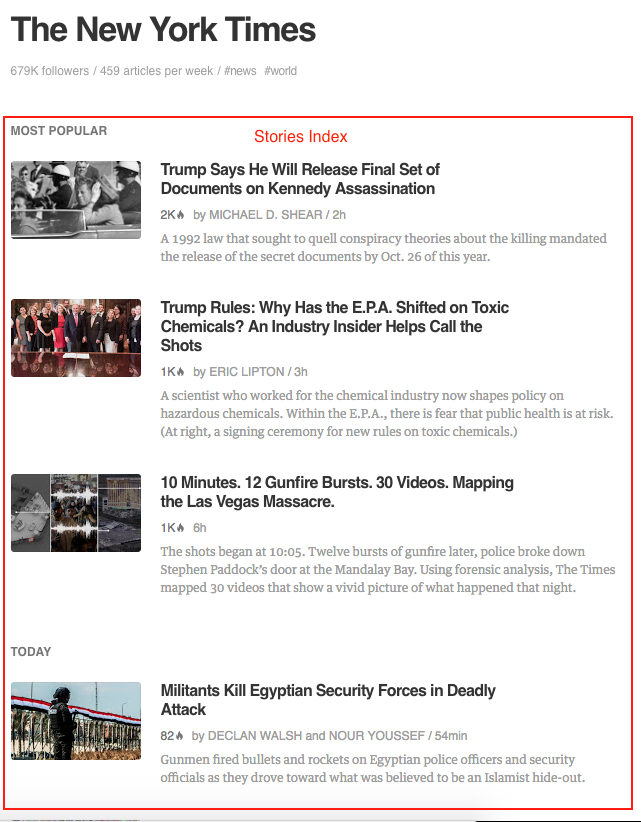 The New York Times
679K followers / 459 articles per week / #news #world
MOST POPULAR
Stories Index
Trump Says He Will Release Final Set of
Documents on Kennedy Assassination
2K by MICHAEL D. SHEAR / 2h
A 1992 law that sought to quell conspiracy theories about the killing mandated
the release of the secret documents by Oct. 26 of this year.
Trump Rules: Why Has the E.P.A. Shifted on Toxic
Chemicals? An Industry Insider Helps Call the
Shots
1K by ERIC LIPTON / 3h
A scientist who worked for the chemical industry now shapes policy on
hazardous chemicals. Within the E.P.A., there is fear that public health is at risk.
(At right, a signing ceremony for new rules on toxic chemicals.)
10 Minutes. 12 Gunfire Bursts. 30 Videos. Mapping
the Las Vegas Massacre.
1K 6h
The shots began at 10:05. Twelve bursts of gunfire later, police broke down
Stephen Paddock’s door at the Mandalay Bay. Using forensic analysis, The Times
mapped 30 videos that show a vivid picture of what happened that night.
TODAY
Militants Kill Egyptian Security Forces in Deadly
Attack
82 by DECLAN WALSH and NOUR YOUSSEF / 54min
Gunmen fired bullets and rockets on Egyptian police officers and security
officials as they drove toward what was believed to be an Islamist hide-out.